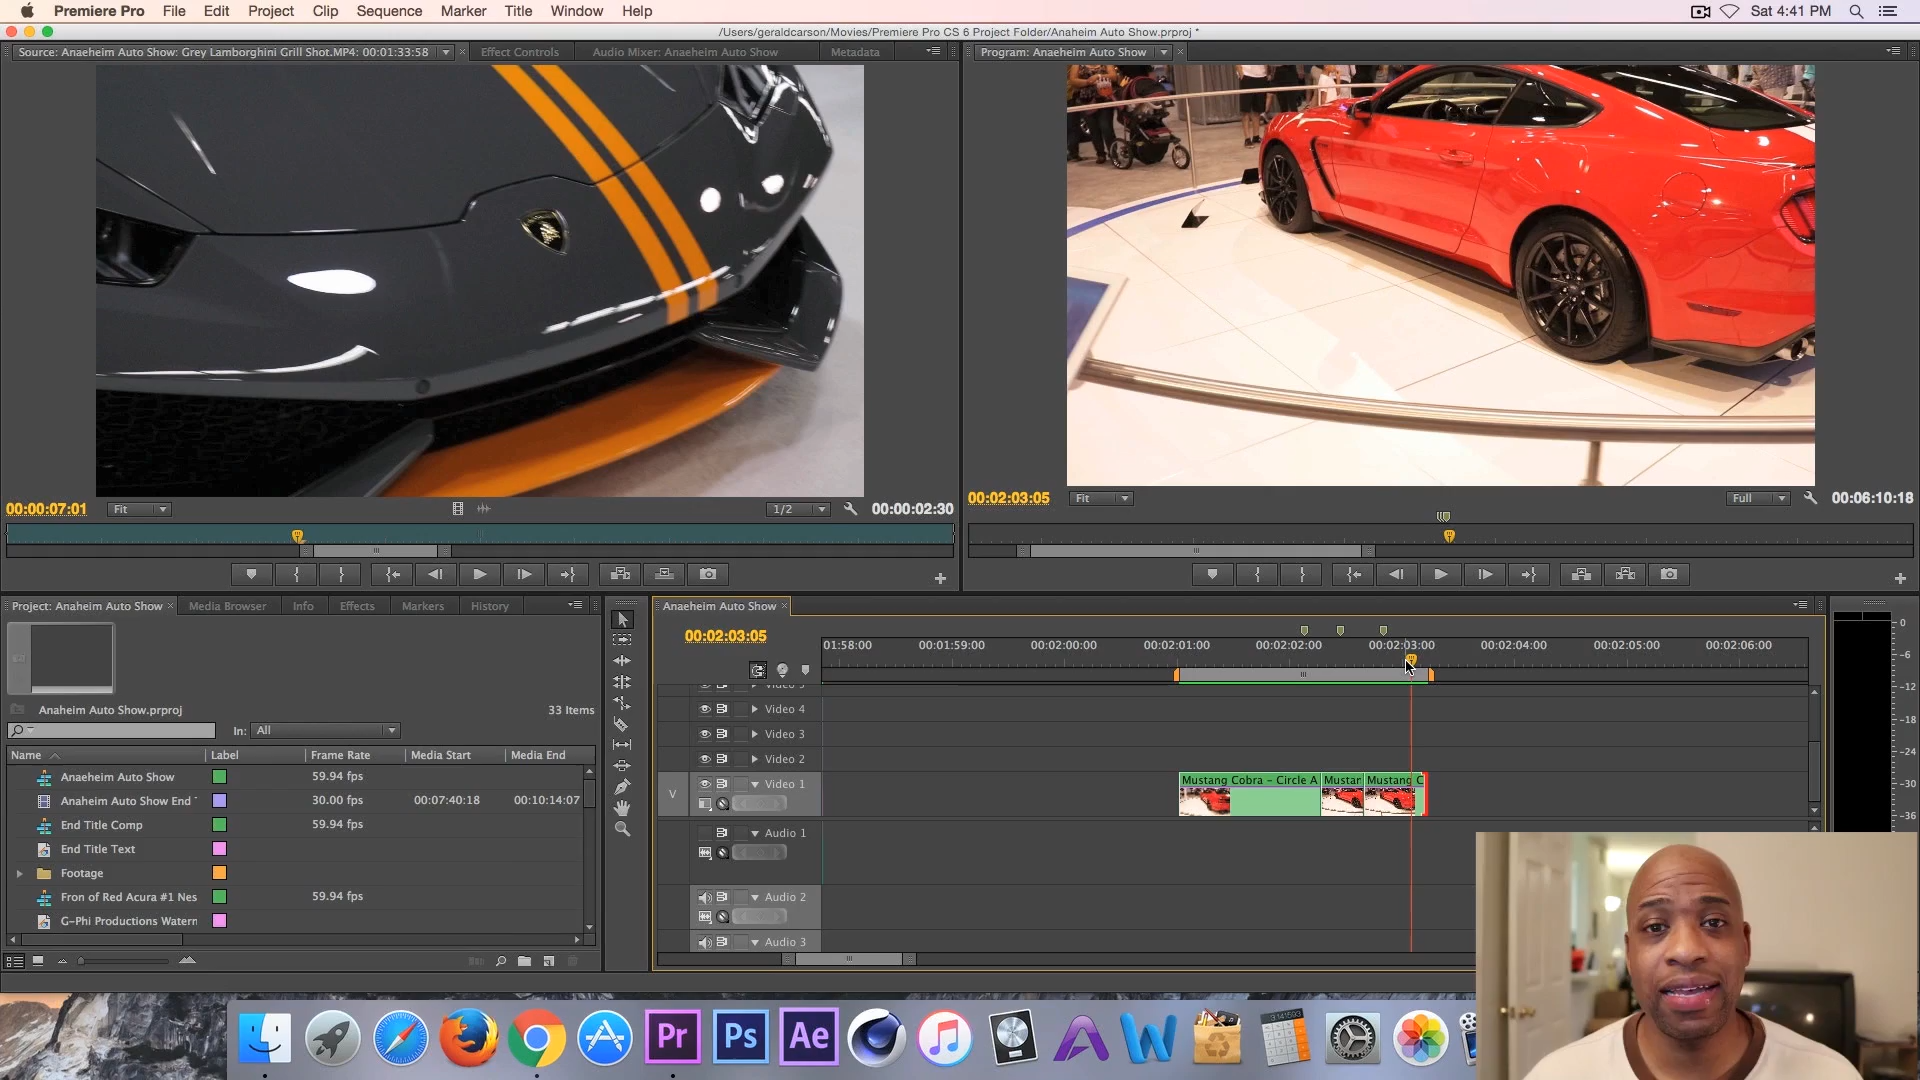 Premiere Pro File Edit Project Clip Sequence Marker Title Window Help Sat 4:41 PM
/Users/geraldcarson/Movies/Premiere Pro CS 6 Project Folder/Anaheim Auto Show.prproj *
Source: Anaeheim Auto Show: Grey Lamborghini Grill Shot.MP4: 00:01:33:58 Effect Controls Audio Mixer: Anaeheim Auto Show Metadata Program: Anaeheim Auto Show
00:00:07:01 Fit 1/2 00:00:02:30
00:02:03:05 Fit Full 00:06:10:18
Project: Anaheim Auto Show Media Browser Info Effects Markers History
Anaheim Auto Show.prproj 33 Items
In: All
Name Label Frame Rate Media Start Media End
Anaeheim Auto Show 59.94 fps
Anaheim Auto Show End 30.00 fps 00:07:40:18 00:10:14:07
End Title Comp 59.94 fps
End Title Text
Footage
Fron of Red Acura #1 Nes 59.94 fps
G-Phi Productions Watern
Anaeheim Auto Show
00:02:03:05
01:58:00 00:01:59:00 00:02:00:00 00:02:01:00 00:02:02:00 00:02:03:00 00:02:04:00 00:02:05:00 00:02:06:00
Video 4
Video 3
Video 2
V Video 1
Mustang Cobra - Circle A Mustan Mustang C
Audio 1
Audio 2
Audio 3
0
-6
-12
-18
-24
-30
-36
Pr Ps Ae